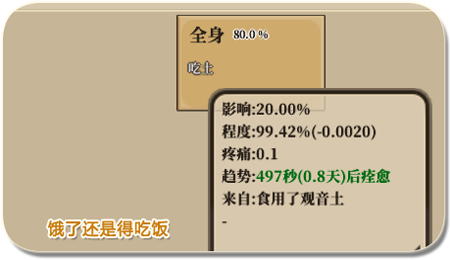 全身 80.0 %
吃土
影响:20.00%
程度:99.42%(-0.0020)
疼痛:0.1
趋势:497秒(0.8天)后痊愈
来自:食用了观音土
-
饿了还是得吃饭